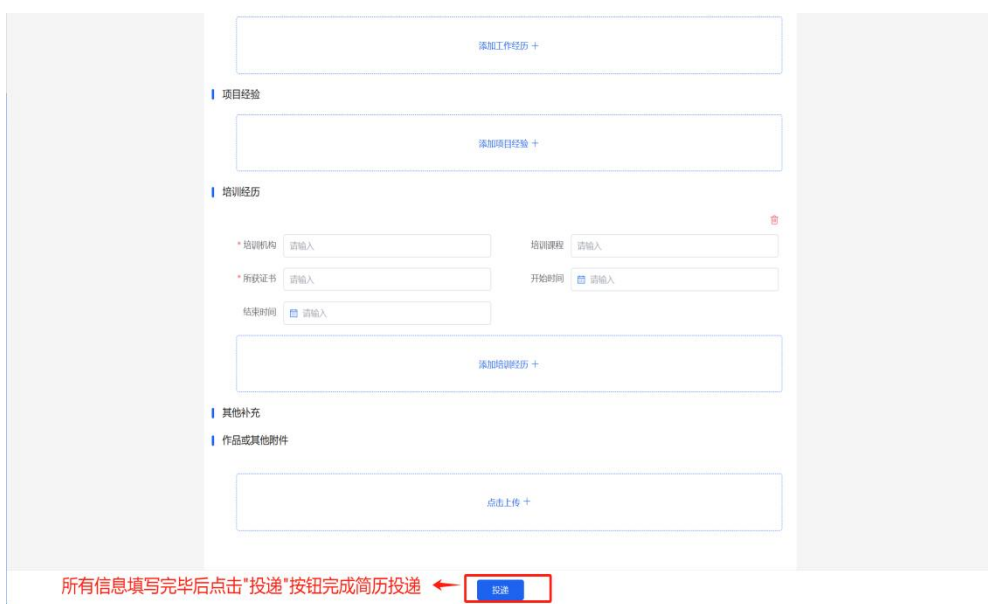 添加工作经历 +
项目经验
添加项目经验 +
培训经历
* 培训机构 请输入 培训课程 请输入
* 所获证书 请输入 开始时间 请输入
结束时间 请输入
添加培训经历 +
其他补充
作品或其他附件
点击上传 +
所有信息填写完毕后点击"投递"按钮完成简历投递 投递